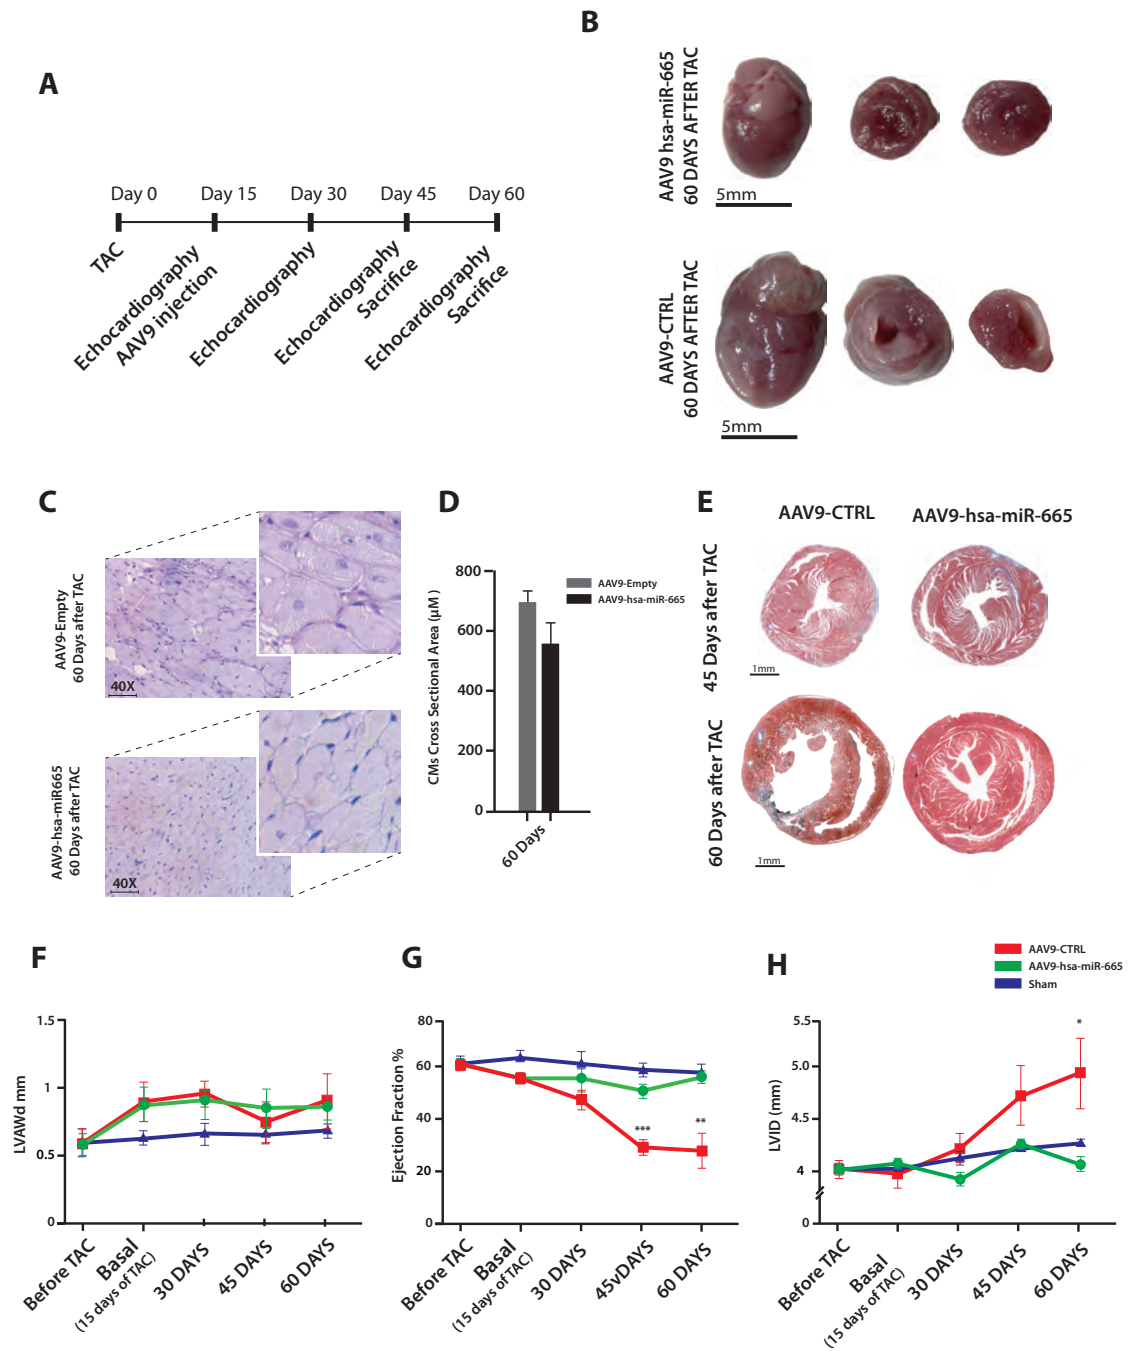 A
Day 0
Day 15
Day 30
Day 45
Day 60
TAC
Echocardiography
AAV9 injection
Echocardiography
Echocardiography
Sacrifice
Echocardiography
Sacrifice
B
AAV9 hsa-miR-665
60 DAYS AFTER TAC
5mm
AAV9-CTRL
60 DAYS AFTER TAC
5mm
C
AAV9-Empty
60 Days after TAC
40X
AAV9-hsa-miR665
60 Days after TAC
40X
D
CMs Cross Sectional Area (µM)
800
600
400
200
0
AAV9-Empty
AAV9-hsa-miR-665
60 Days
E
AAV9-CTRL
AAV9-hsa-miR-665
45 Days after TAC
1mm
60 Days after TAC
1mm
F
LVAWd mm
1.5
1
0.5
0
Before TAC
Basal
(15 days of TAC)
30 DAYS
45 DAYS
60 DAYS
G
Ejection Fraction %
80
60
40
20
0
***
**
Before TAC
Basal
(15 days of TAC)
30 DAYS
45vDAYS
60 DAYS
H
AAV9-CTRL
AAV9-hsa-miR-665
Sham
LVID (mm)
5.5
5.0
4.5
4
0
*
Before TAC
Basal
(15 days of TAC)
30 DAYS
45 DAYS
60 DAYS